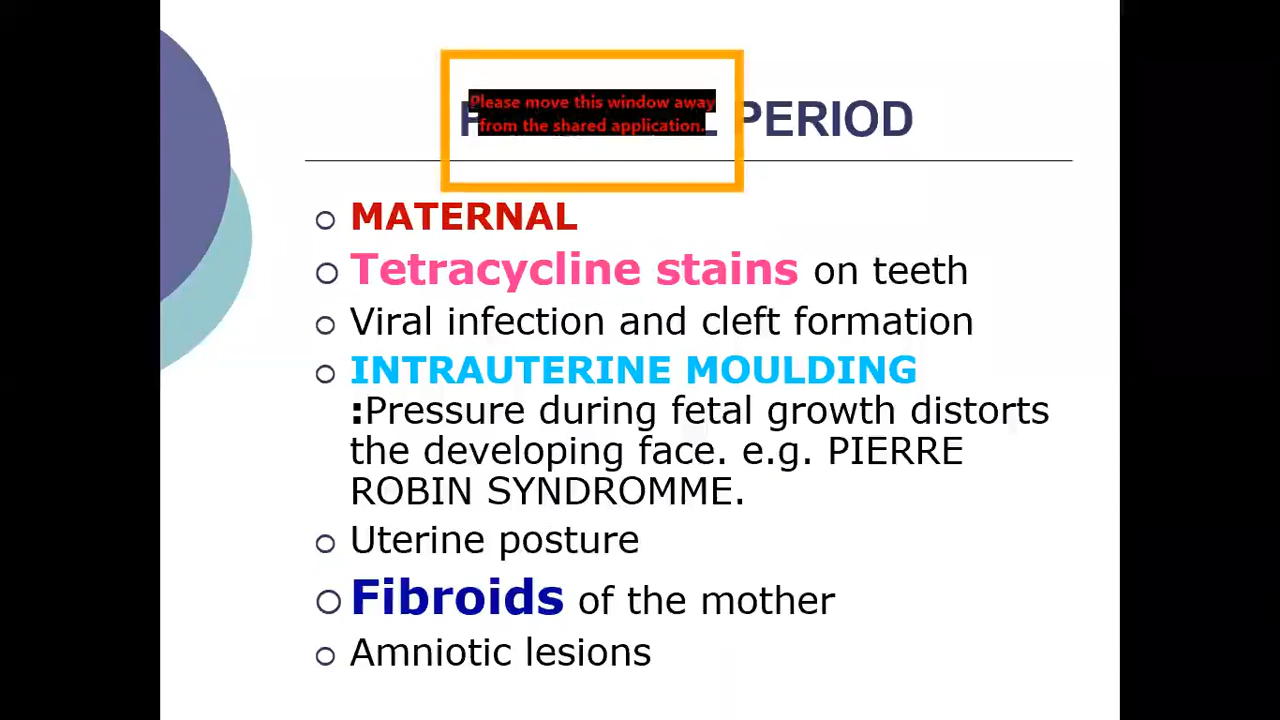 Please move this window away
from the shared application.
PERIOD
MATERNAL
Tetracycline stains on teeth
Viral infection and cleft formation
INTRAUTERINE MOULDING
:Pressure during fetal growth distorts
the developing face. e.g. PIERRE
ROBIN SYNDROMME.
Uterine posture
Fibroids of the mother
Amniotic lesions